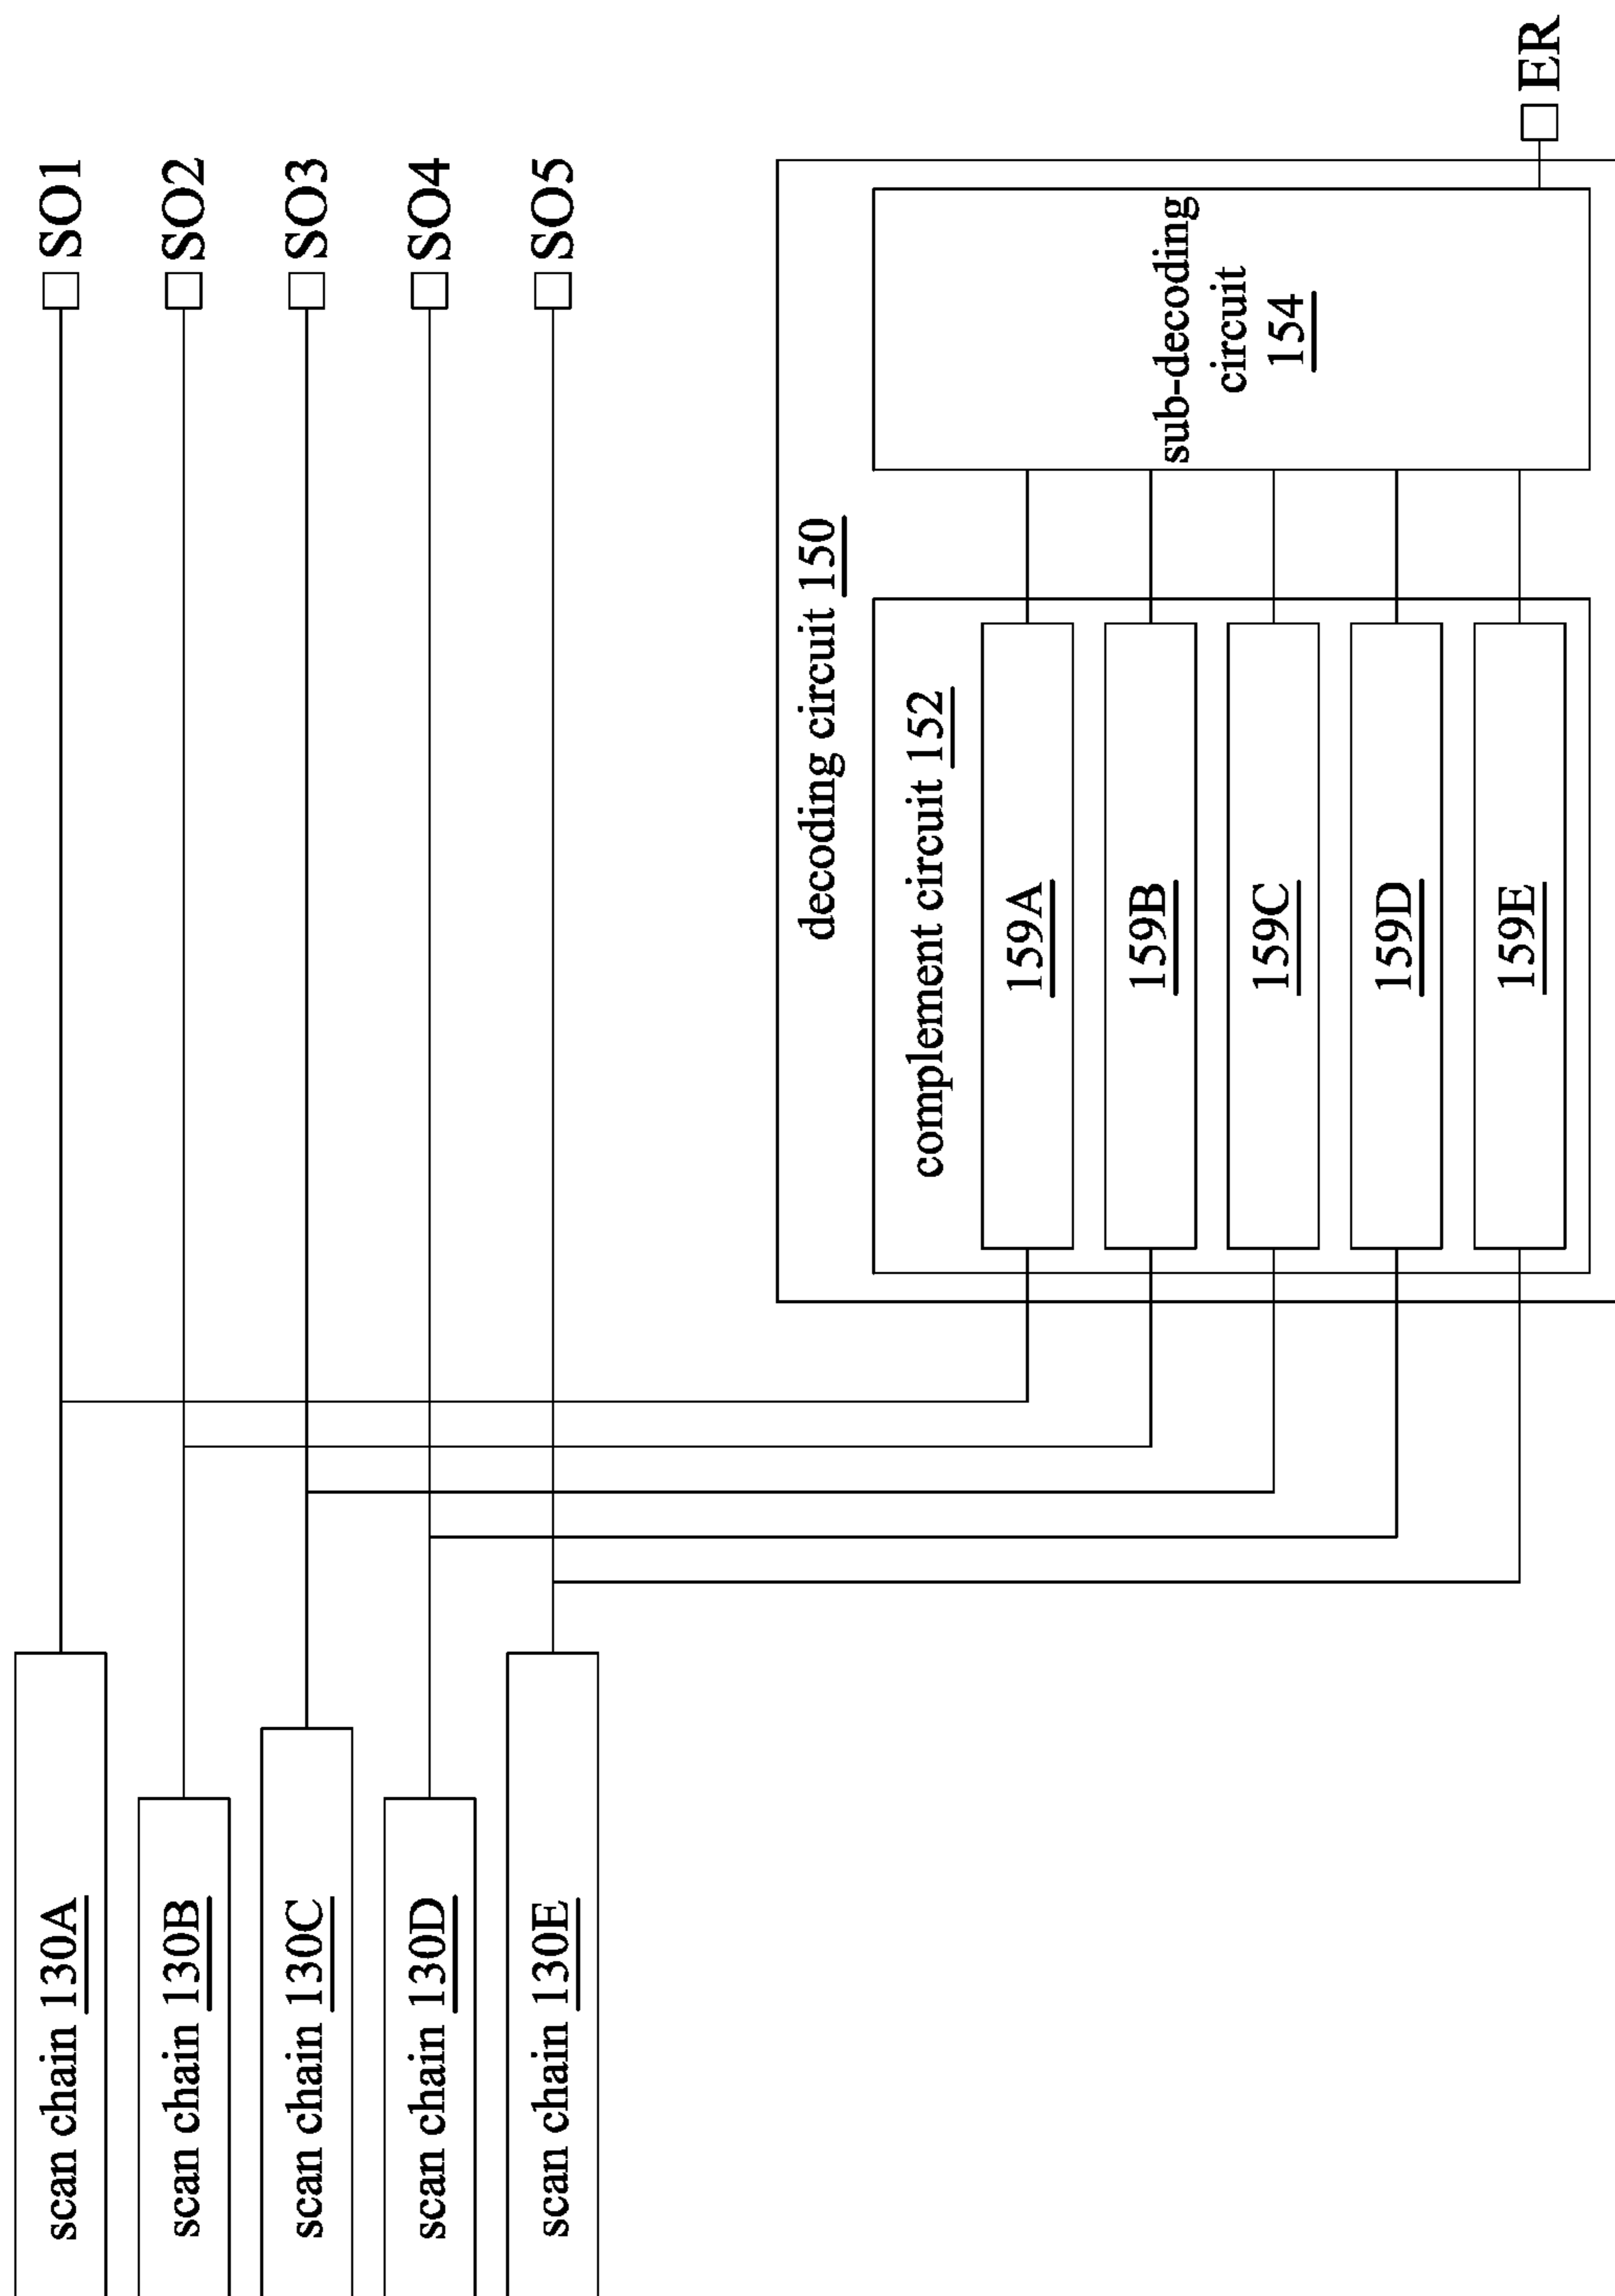 scan chain 130A
SO1
scan chain 130B
SO2
scan chain 130C
SO3
scan chain 130D
SO4
scan chain 130E
SO5
decoding circuit 150
complement circuit 152
159A
159B
159C
159D
159E
sub-decoding
circuit
154
ER